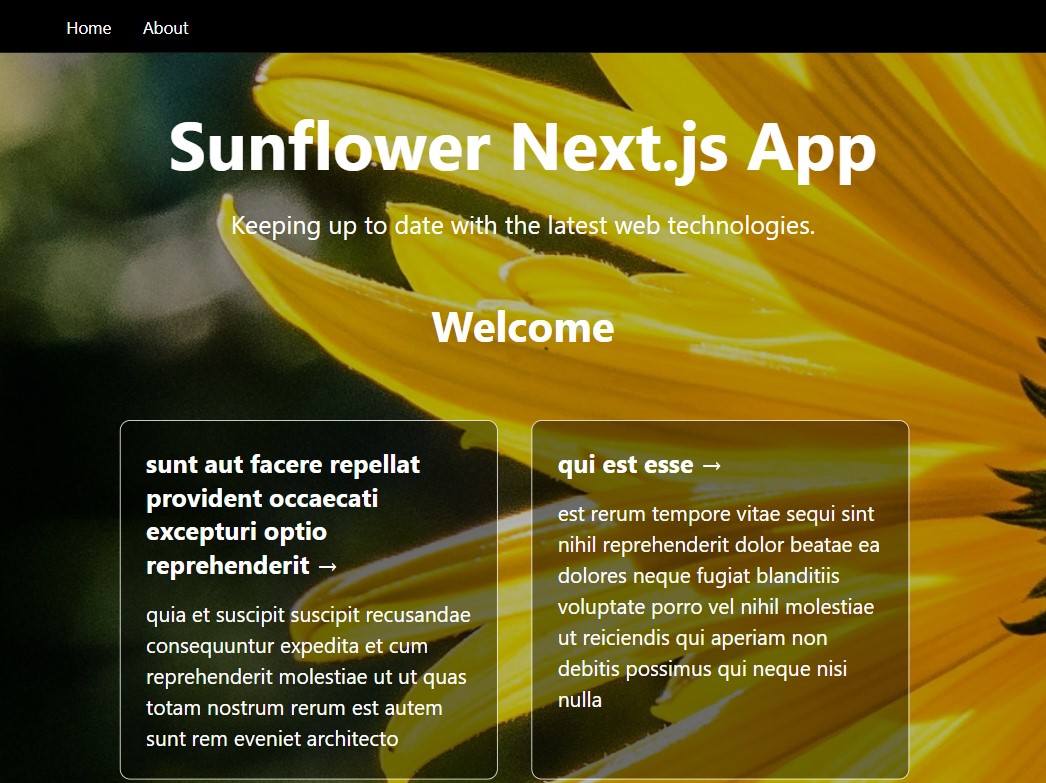 Home About
Sunflower Next.js App
Keeping up to date with the latest web technologies.
Welcome
sunt aut facere repellat
provident occaecati
excepturi optio
reprehenderit →
quia et suscipit suscipit recusandae
consequuntur expedita et cum
reprehenderit molestiae ut ut quas
totam nostrum rerum est autem
sunt rem eveniet architecto
qui est esse →
est rerum tempore vitae sequi sint
nihil reprehenderit dolor beatae ea
dolores neque fugiat blanditiis
voluptate porro vel nihil molestiae
ut reiciendis qui aperiam non
debitis possimus qui neque nisi
nulla